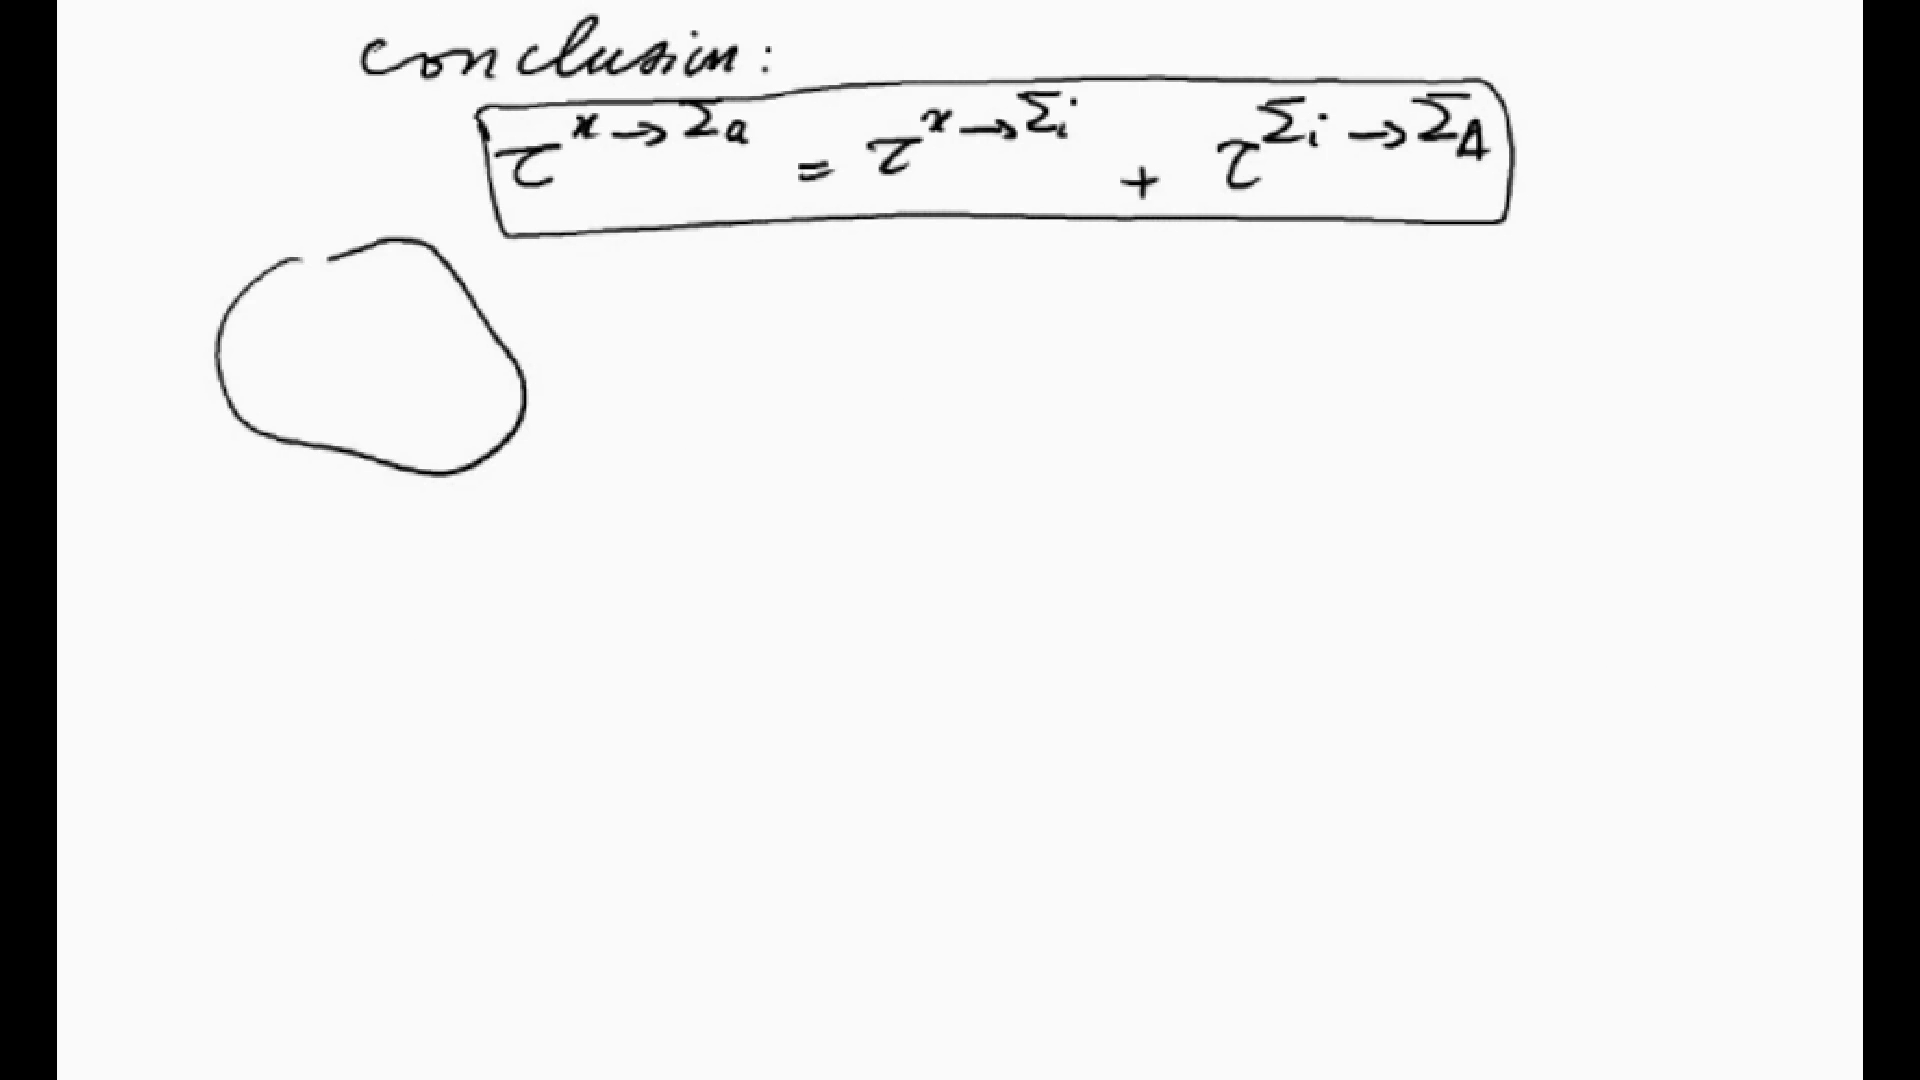 conclusion:
τ^{x→Σa} = τ^{x→Σi} + τ^{Σi→ΣA}